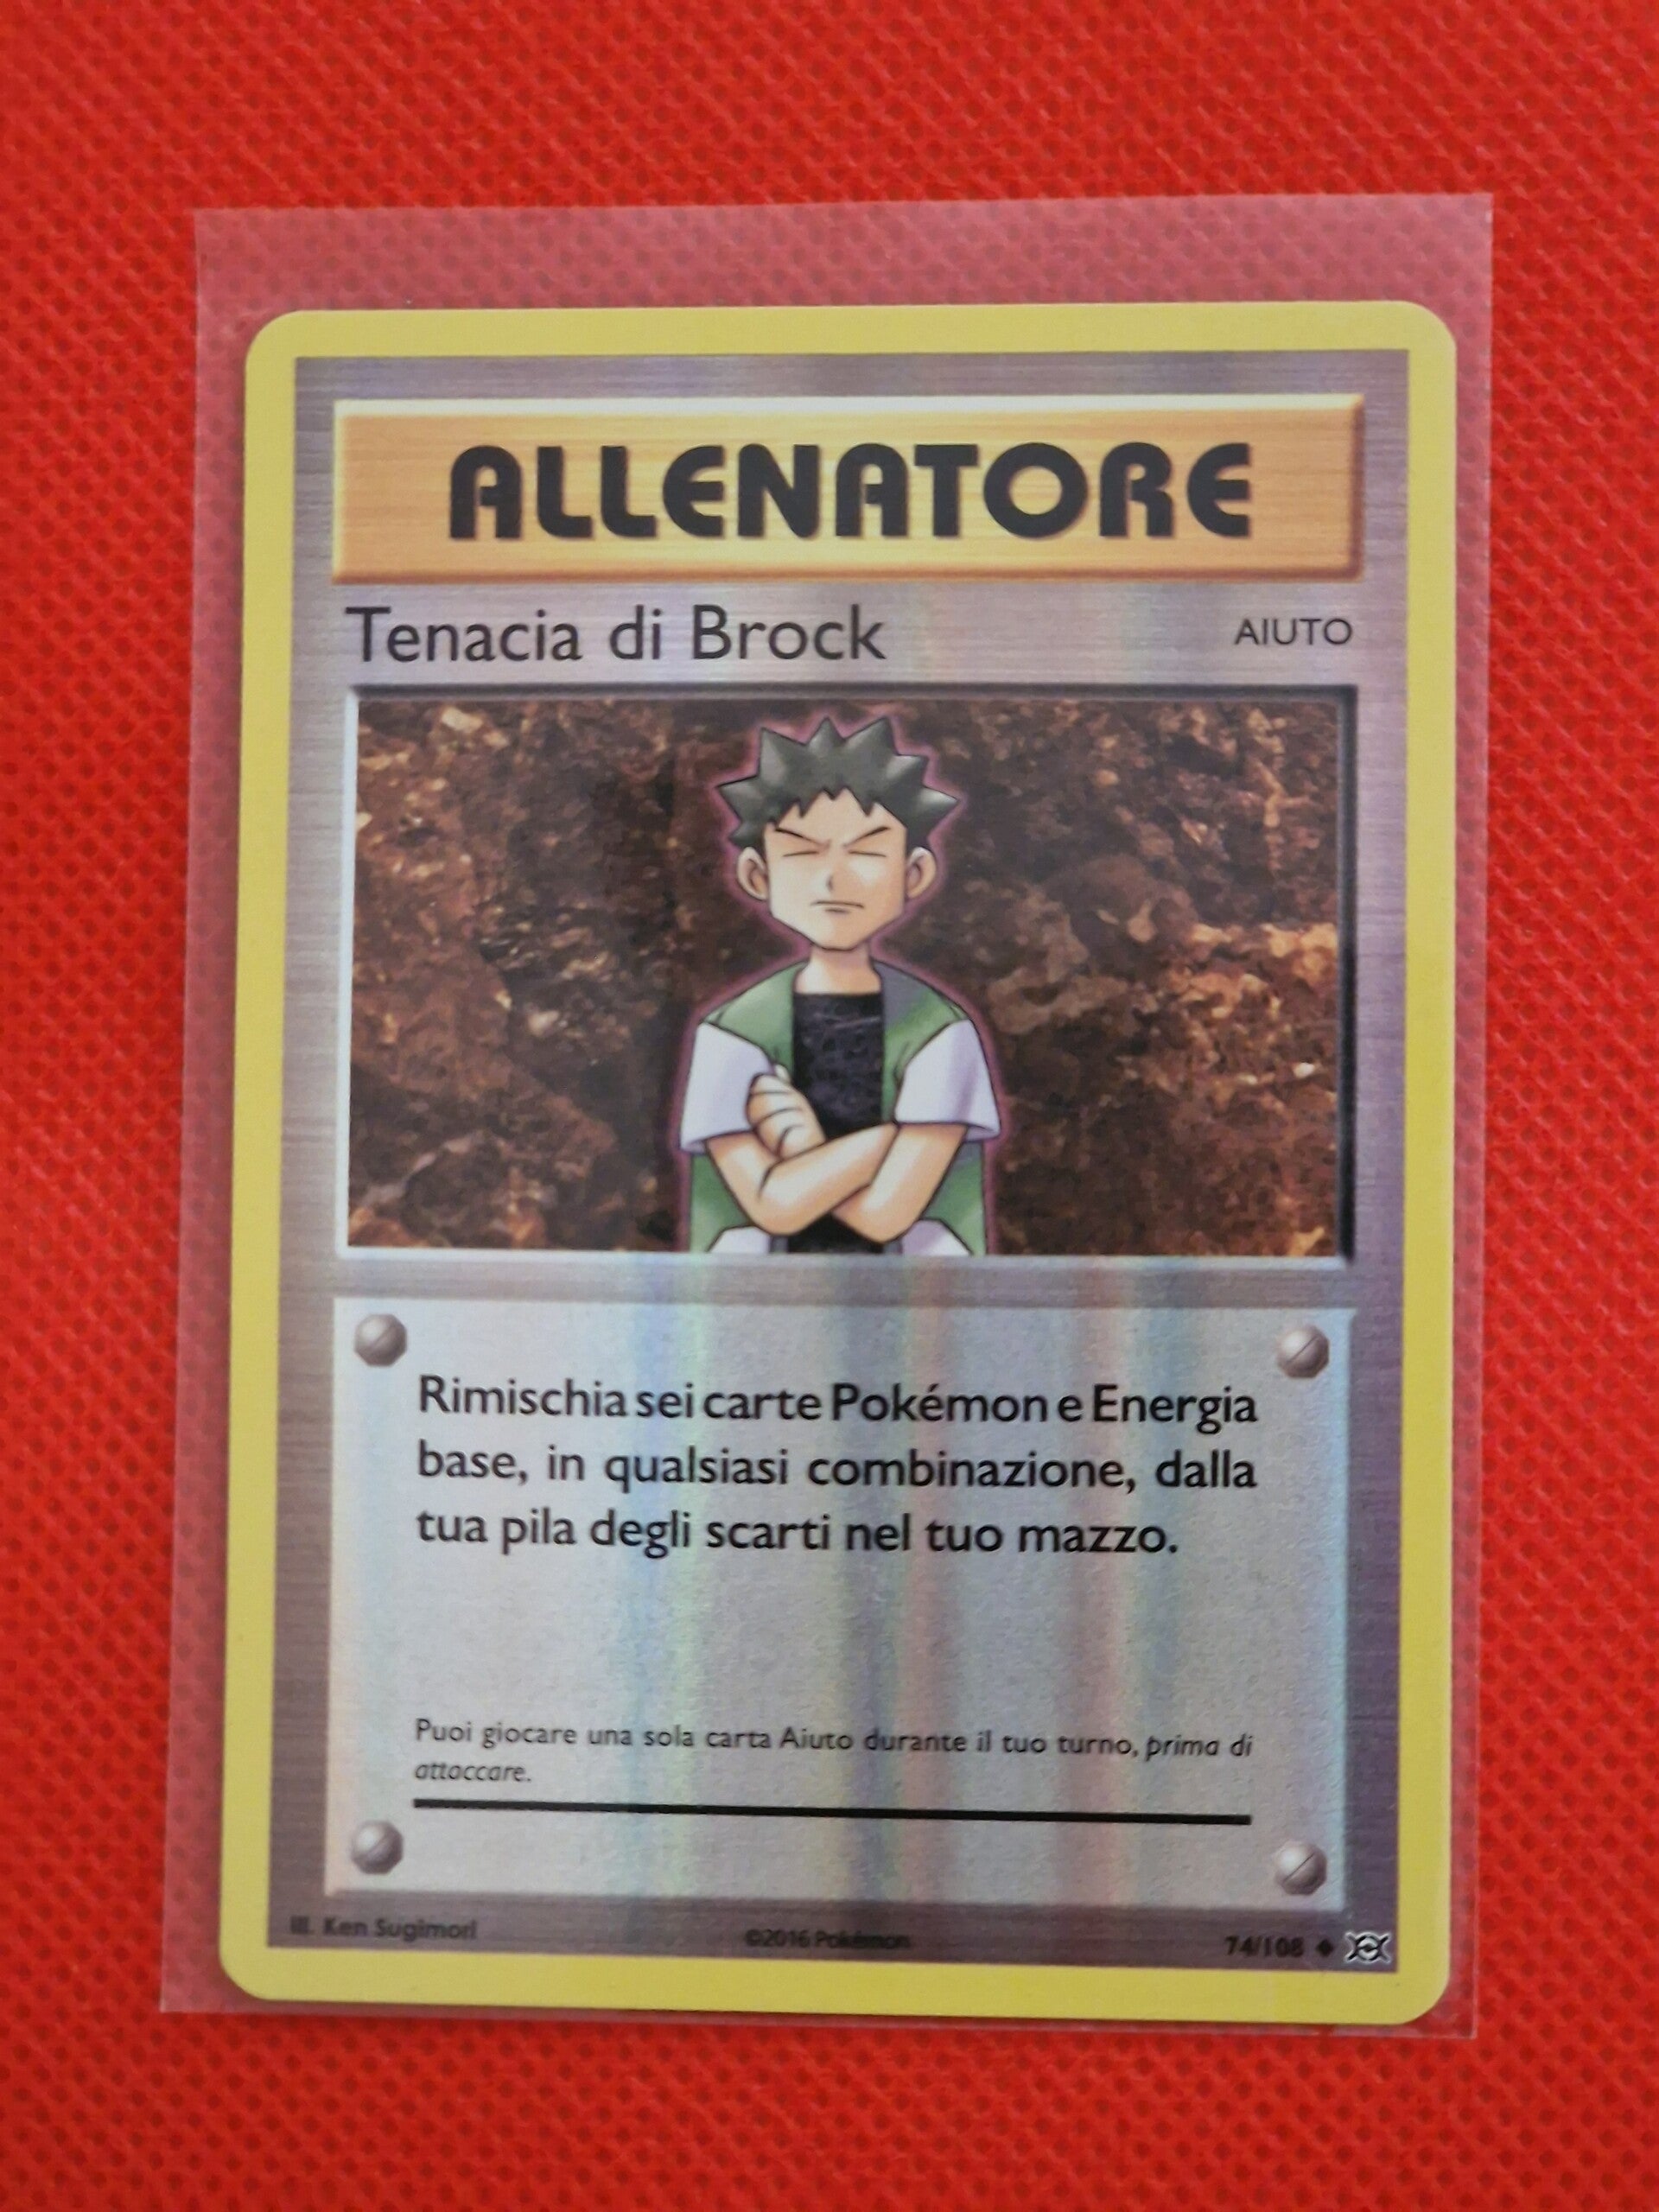 ALLENATORE
Tenacia di Brock
AIUTO
Rimischia sei carte Pokémon e Energia
base, in qualsiasi combinazione, dalla
tua pila degli scarti nel tuo mazzo.
Puoi giocare una sola carta Aiuto durante il tuo turno, prima di
attaccare.
Ill. Ken Sugimori
©2016 Pokémon
74/108